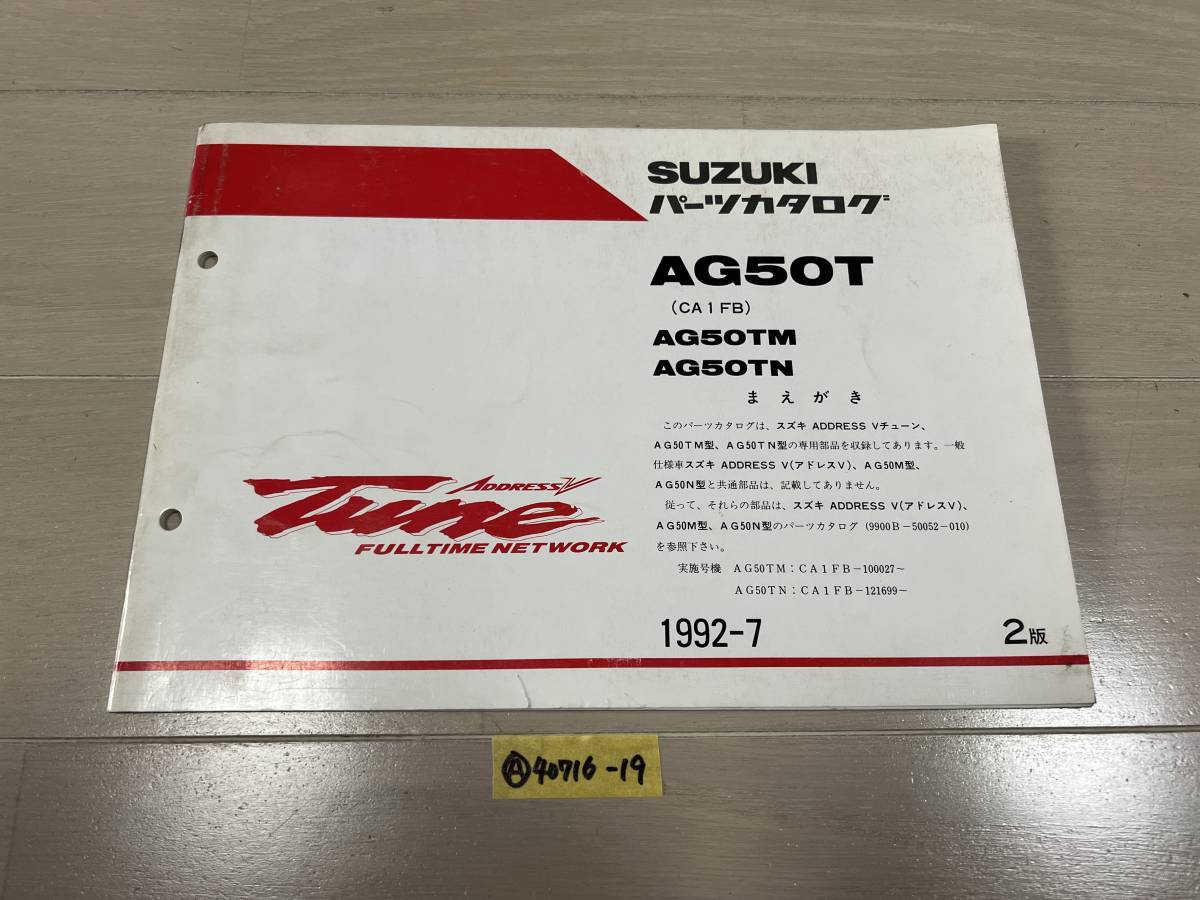 SUZUKI
パーツカタログ
AG50T
(CA1FB)
AG50TM
AG50TN
まえがき
このパーツカタログは、スズキ ADDRESS Vチューン、
AG50TM型、AG50TN型の専用部品を収録してあります。一般
仕様車スズキ ADDRESS V(アドレスV)、AG50M型、
AG50N型と共通部品は、記載してありません。
従って、それらの部品は、スズキ ADDRESS V(アドレスV)、
AG50M型、AG50N型のパーツカタログ(9900B-50052-010)
を参照下さい。
実施号機 AG50TM:CA1FB-100027~
AG50TN:CA1FB-121699~
ADDRESS V
Tune
FULLTIME NETWORK
1992-7 2版
Ⓐ40716-19